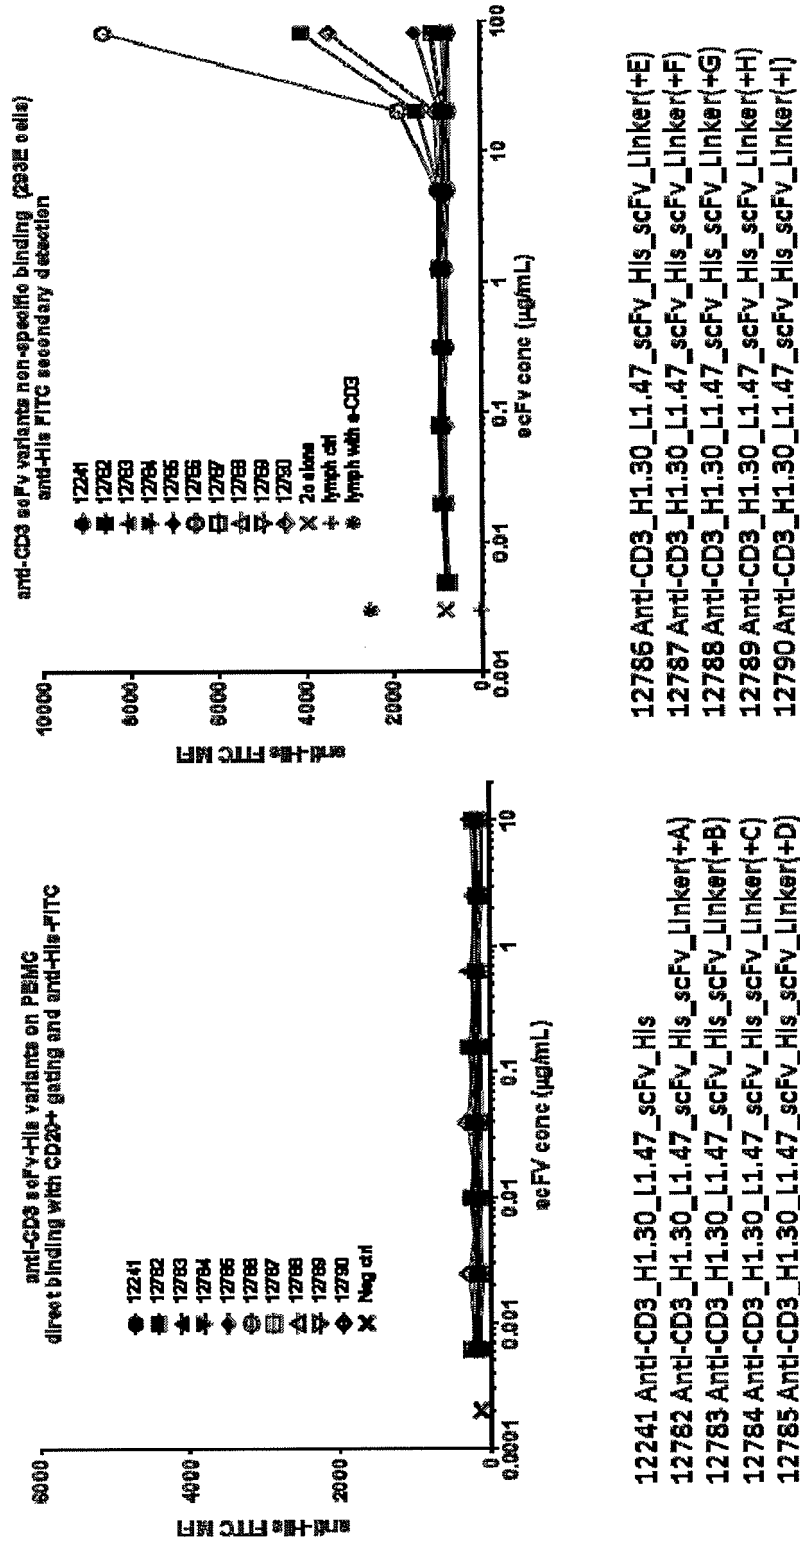 anti-CD3 scFv-His variants on PBMC
direct binding with CD20+ gating and anti-His-FITC
6000
4000
2000
0
anti-His FITC MFI
12241
12782
12783
12784
12785
12786
12787
12788
12789
12790
Neg ctrl
0.0001
0.001
0.01
0.1
1
10
scFV conc (µg/mL)
anti-CD3 scFv variants non-specific binding (293E cells)
anti-His FITC secondary detection
10000
8000
6000
4000
2000
0
anti-His FITC MFI
12241
12782
12783
12784
12785
12786
12787
12788
12789
12790
2o alone
lymph ctrl
lymph with a-CD3
0.001
0.01
0.1
1
10
100
scFv conc (µg/mL)
12241 Anti-CD3_H1.30_L1.47_scFv_His
12782 Anti-CD3_H1.30_L1.47_scFv_His_scFv_Linker(+A)
12783 Anti-CD3_H1.30_L1.47_scFv_His_scFv_Linker(+B)
12784 Anti-CD3_H1.30_L1.47_scFv_His_scFv_Linker(+C)
12785 Anti-CD3_H1.30_L1.47_scFv_His_scFv_Linker(+D)
12786 Anti-CD3_H1.30_L1.47_scFv_His_scFv_Linker(+E)
12787 Anti-CD3_H1.30_L1.47_scFv_His_scFv_Linker(+F)
12788 Anti-CD3_H1.30_L1.47_scFv_His_scFv_Linker(+G)
12789 Anti-CD3_H1.30_L1.47_scFv_His_scFv_Linker(+H)
12790 Anti-CD3_H1.30_L1.47_scFv_His_scFv_Linker(+I)